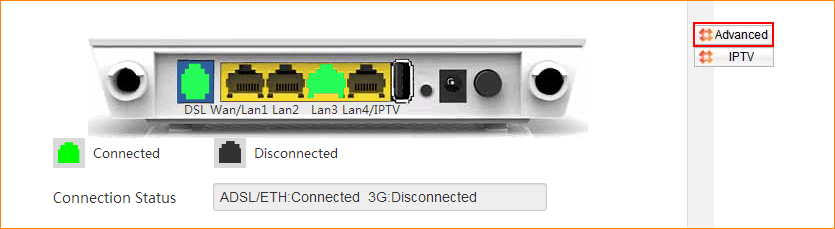 Advanced
IPTV
DSL Wan/Lan1 Lan2 Lan3 Lan4/IPTV
Connected Disconnected
Connection Status ADSL/ETH:Connected 3G:Disconnected